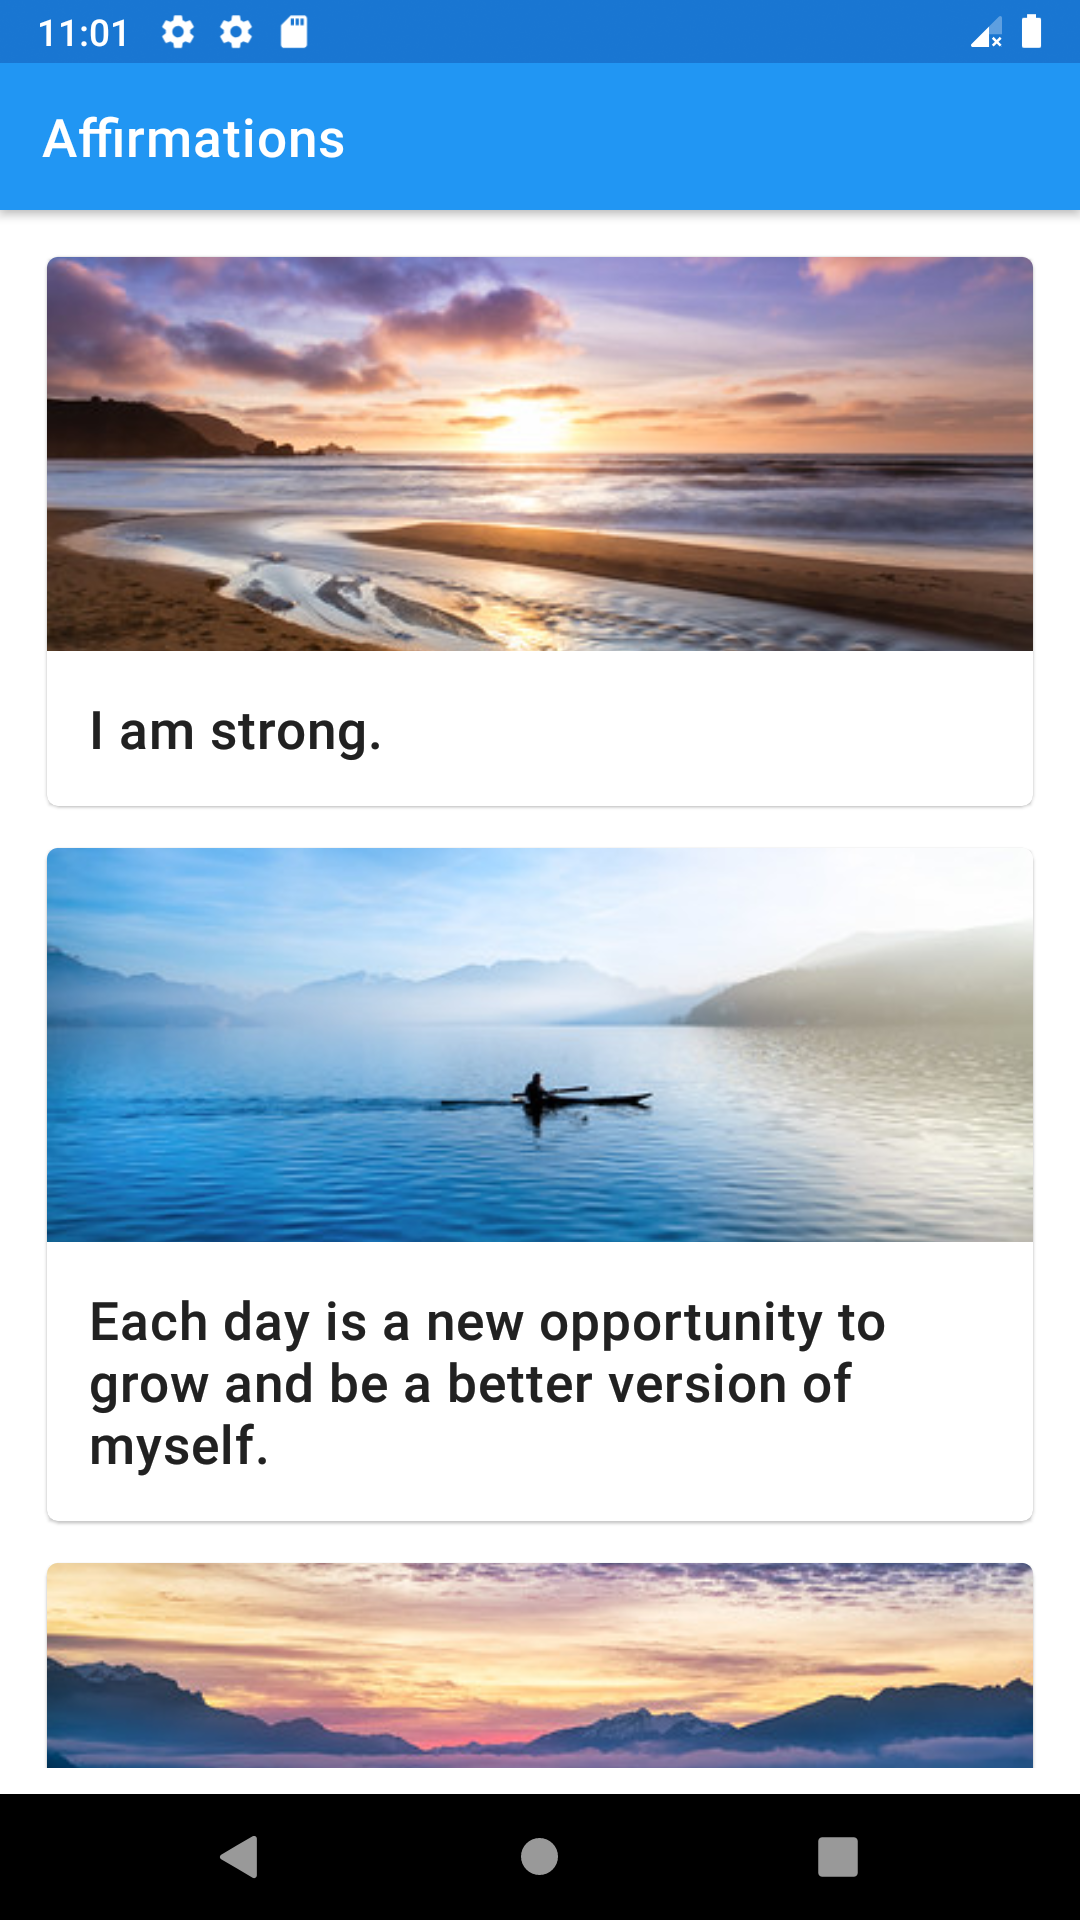 11:01
Affirmations
I am strong.
Each day is a new opportunity to
grow and be a better version of
myself.